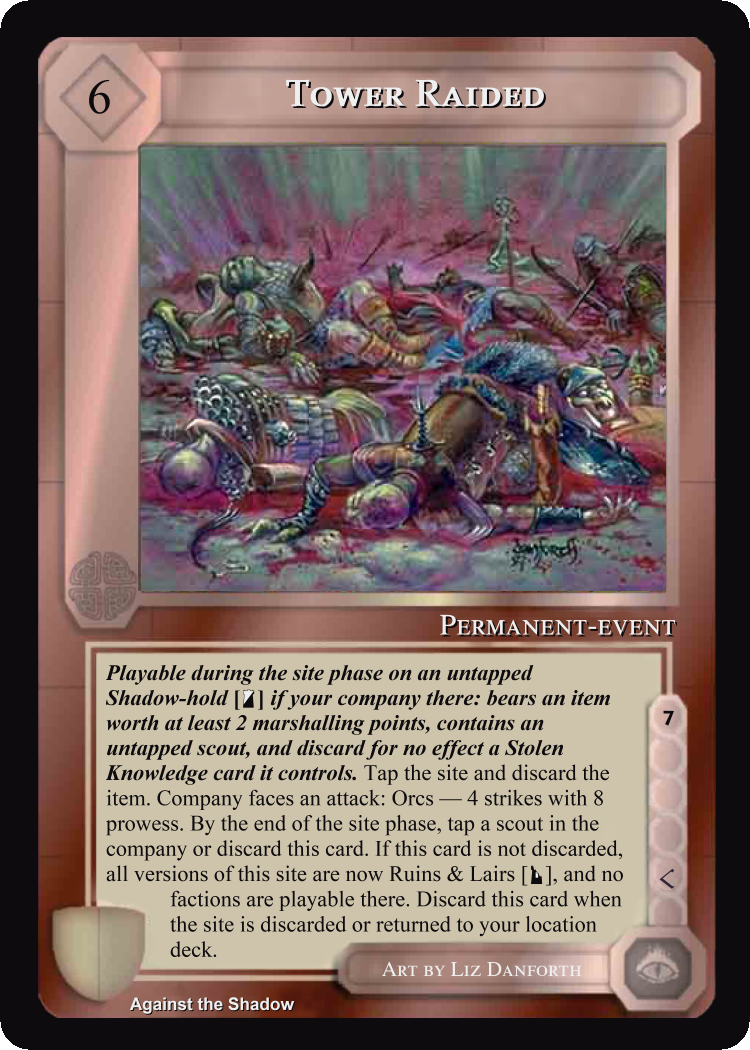 6
Tower Raided
Permanent-event
Playable during the site phase on an untapped
Shadow-hold [ ] if your company there: bears an item
worth at least 2 marshalling points, contains an
untapped scout, and discard for no effect a Stolen
Knowledge card it controls. Tap the site and discard the
item. Company faces an attack: Orcs — 4 strikes with 8
prowess. By the end of the site phase, tap a scout in the
company or discard this card. If this card is not discarded,
all versions of this site are now Ruins & Lairs [ ], and no
factions are playable there. Discard this card when
the site is discarded or returned to your location
deck.
7
<
Art by Liz Danforth
Against the Shadow